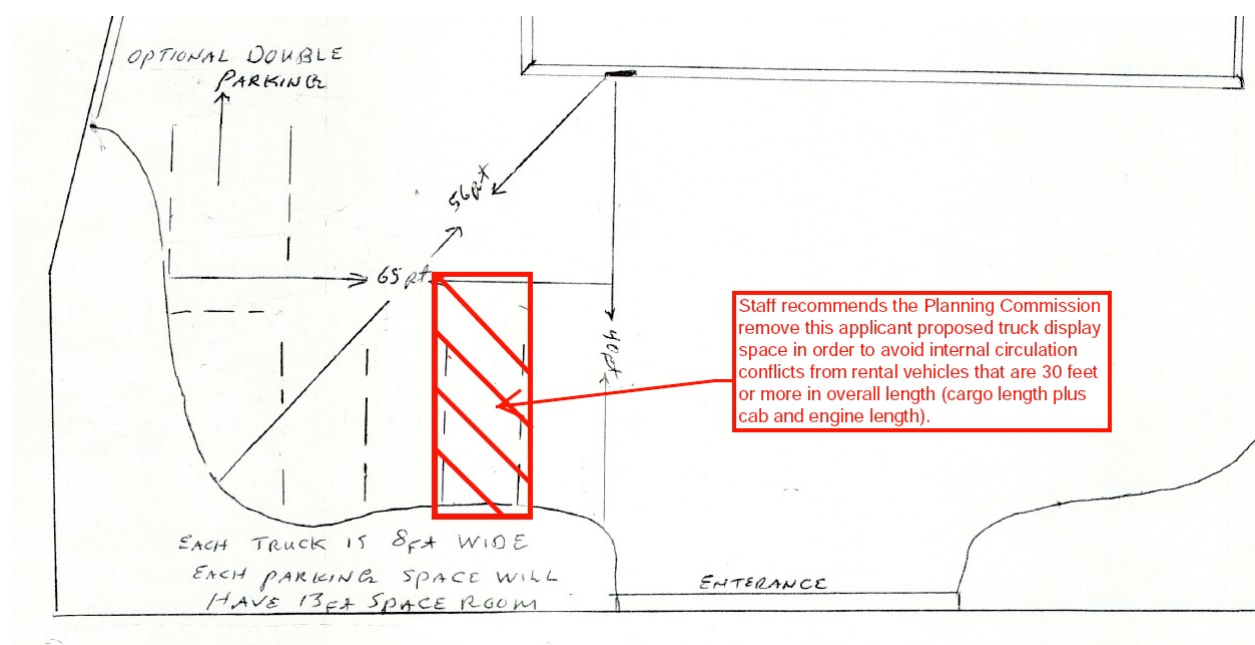 OPTIONAL DOUBLE
PARKING
56ft
65ft
40ft
Staff recommends the Planning Commission
remove this applicant proposed truck display
space in order to avoid internal circulation
conflicts from rental vehicles that are 30 feet
or more in overall length (cargo length plus
cab and engine length).
EACH TRUCK IS 8ft WIDE
EACH PARKING SPACE WILL
HAVE 13ft SPACE ROOM
ENTERANCE